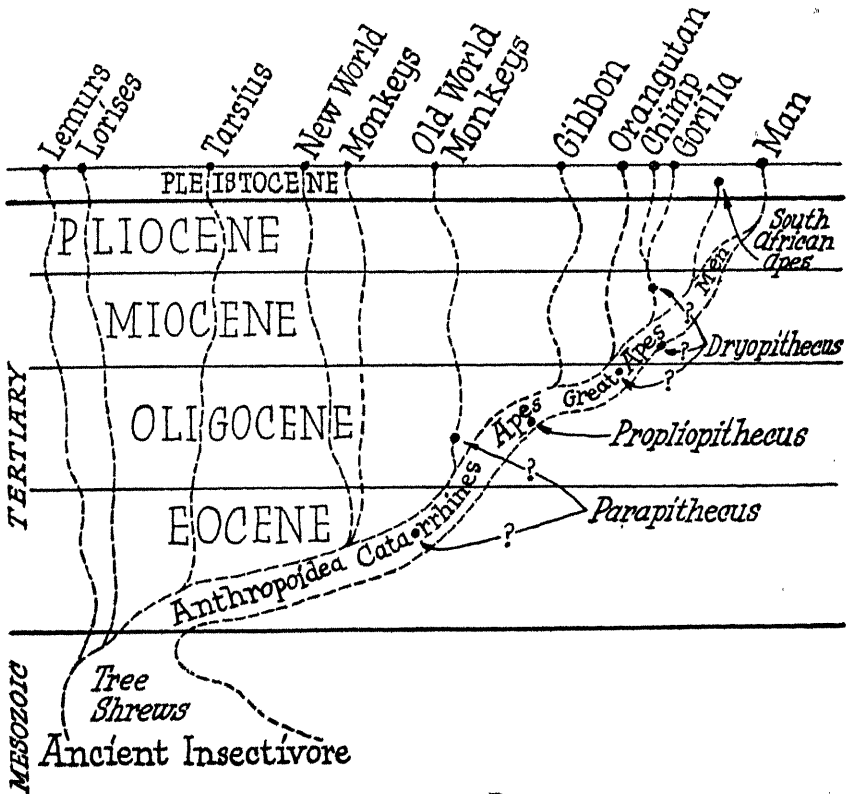 Lemurs
Lorises
Tarsius
New World
Monkeys
Old World
Monkeys
Gibbon
Orangutan
Chimp
Gorilla
Man
PLEISTOCENE
PLIOCENE
South
African
Apes
Men
MIOCENE
?
Apes
?
Dryopithecus
Great
?
TERTIARY
OLIGOCENE
Apes
Propliopithecus
?
EOCENE
Parapithecus
?
Catarrhines
Anthropoidea
MESOZOIC
Tree
Shrews
Ancient Insectivore